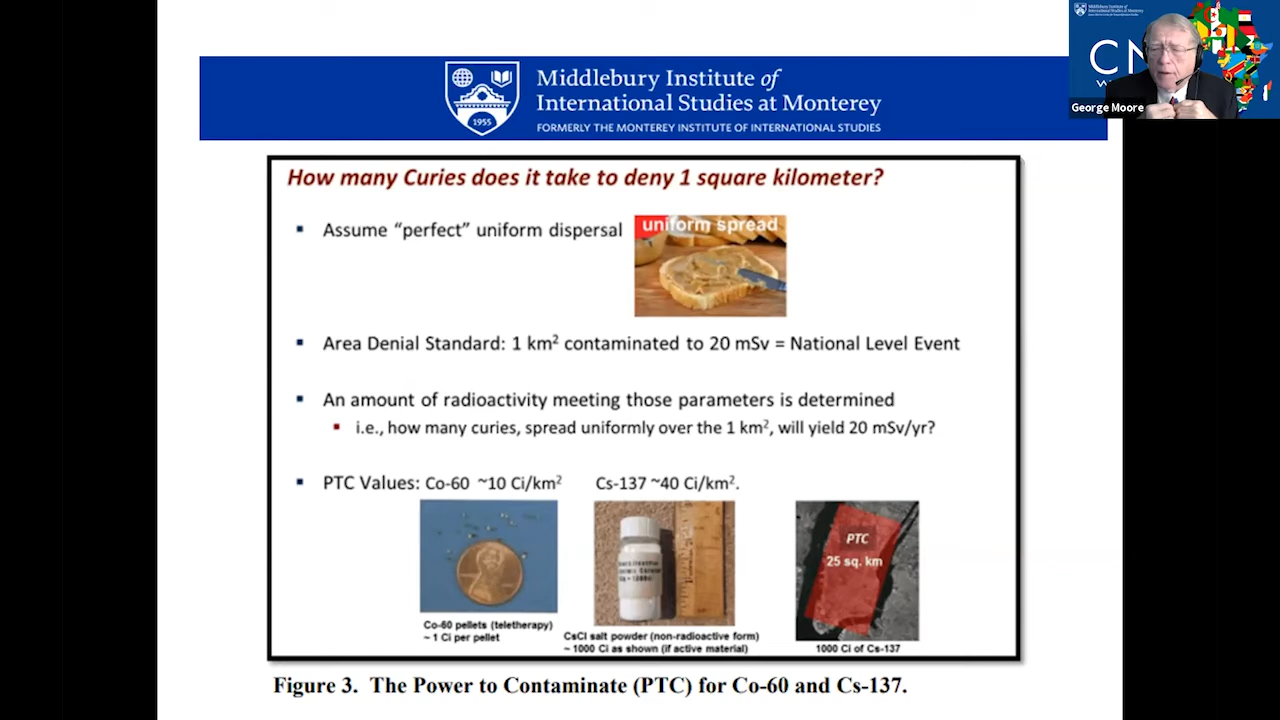 Middlebury Institute of
International Studies at Monterey
FORMERLY THE MONTEREY INSTITUTE OF INTERNATIONAL STUDIES
1955
George Moore
How many Curies does it take to deny 1 square kilometer?
▪ Assume “perfect” uniform dispersal
uniform spread
▪ Area Denial Standard: 1 km² contaminated to 20 mSv = National Level Event
▪ An amount of radioactivity meeting those parameters is determined
▪ i.e., how many curies, spread uniformly over the 1 km², will yield 20 mSv/yr?
▪ PTC Values: Co-60 ~10 Ci/km² Cs-137 ~40 Ci/km².
PTC
25 sq. km
Co-60 pellets (teletherapy)
~ 1 Ci per pellet
CsCl salt powder (non-radioactive form)
~ 1000 Ci as shown (if active material)
1000 Ci of Cs-137
Figure 3. The Power to Contaminate (PTC) for Co-60 and Cs-137.